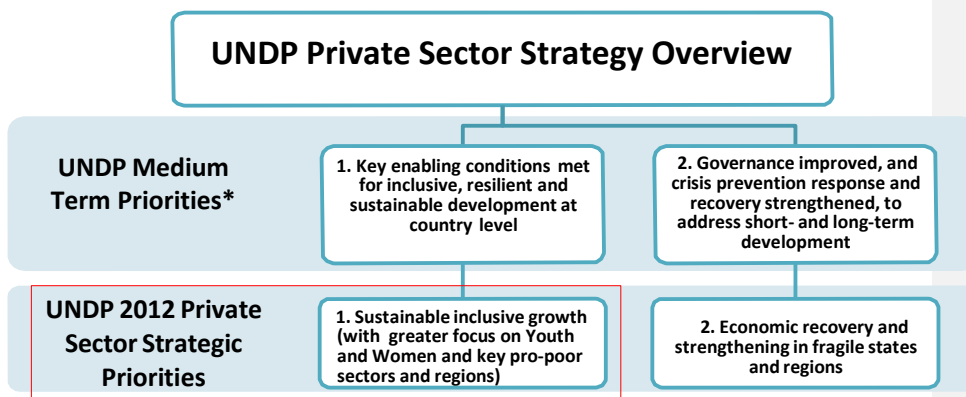 UNDP Private Sector Strategy Overview
UNDP Medium
Term Priorities*
1. Key enabling conditions met
for inclusive, resilient and
sustainable development at
country level
2. Governance improved, and
crisis prevention response and
recovery strengthened, to
address short- and long-term
development
UNDP 2012 Private
Sector Strategic
Priorities
1. Sustainable inclusive growth
(with greater focus on Youth
and Women and key pro-poor
sectors and regions)
2. Economic recovery and
strengthening in fragile states
and regions